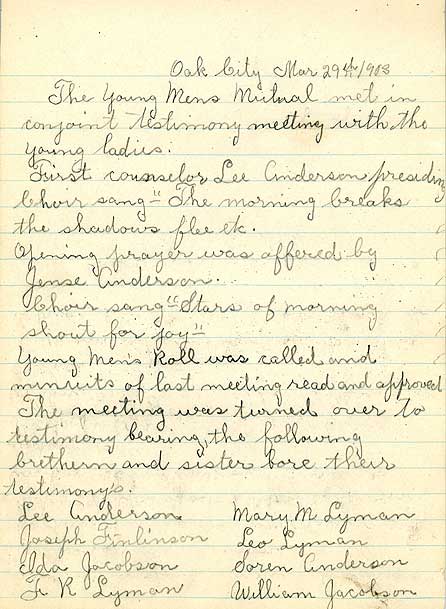 Oak City Mar 29th/1908
The Young Mens Mutual met in
conjoint testimony meeting with the
young ladies.
First counselor Lee Anderson presiding
Choir sang " The morning breaks
the shadows flee etc.
Opening prayer was affered by
Jense Anderson.
Choir sang "Stars of morning
shout for joy"
Young Men's Roll was called and
minuits of last meeting read and approved
The meeting was turned over to
testimony bearing, the following
brethern and sister bore their
testimonys.
Lee Anderson Mary M Lyman
Joseph Finlinson Leo Lyman
Ida Jacobson Soren Anderson
F R Lyman William Jacobson